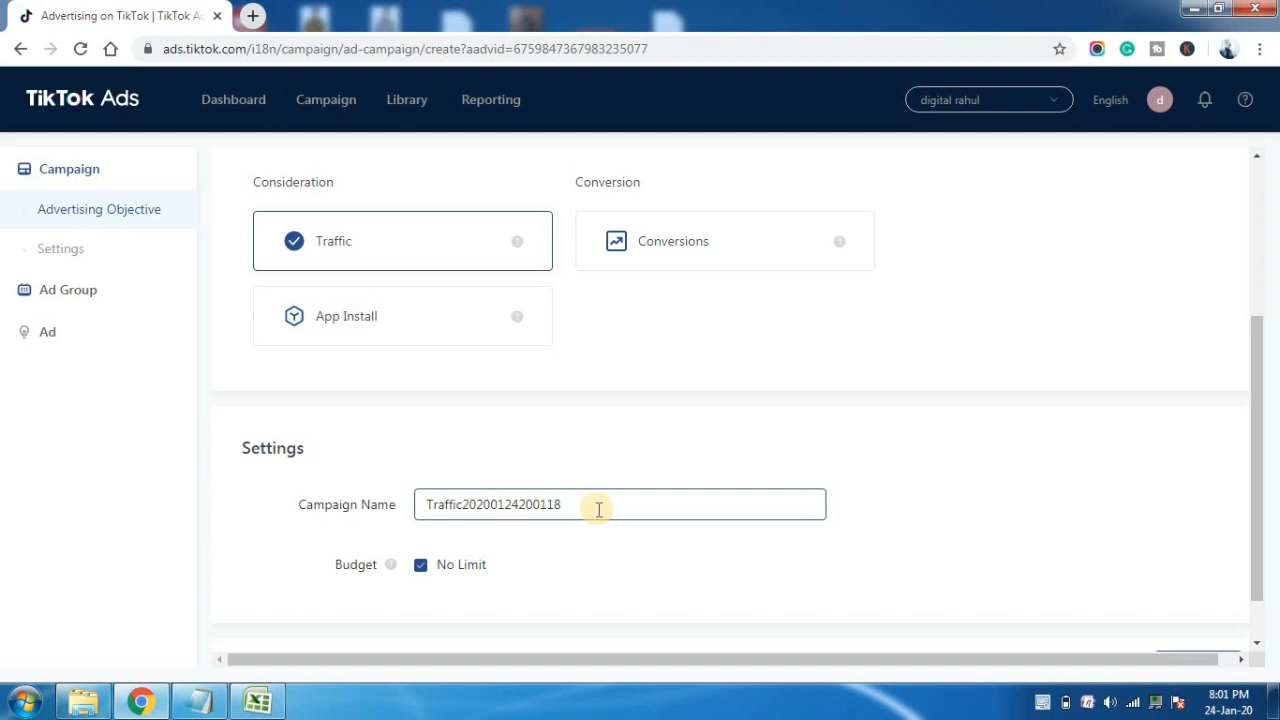 Advertising on TikTok | TikTok Ad
ads.tiktok.com/i18n/campaign/ad-campaign/create?aadvid=6759847367983235077
TikTok Ads
Dashboard
Campaign
Library
Reporting
digital rahul
English
d
Campaign
Advertising Objective
Settings
Ad Group
Ad
Consideration
Conversion
Traffic
Conversions
App Install
Settings
Campaign Name
Traffic20200124200118
Budget
No Limit
8:01 PM
24-Jan-20